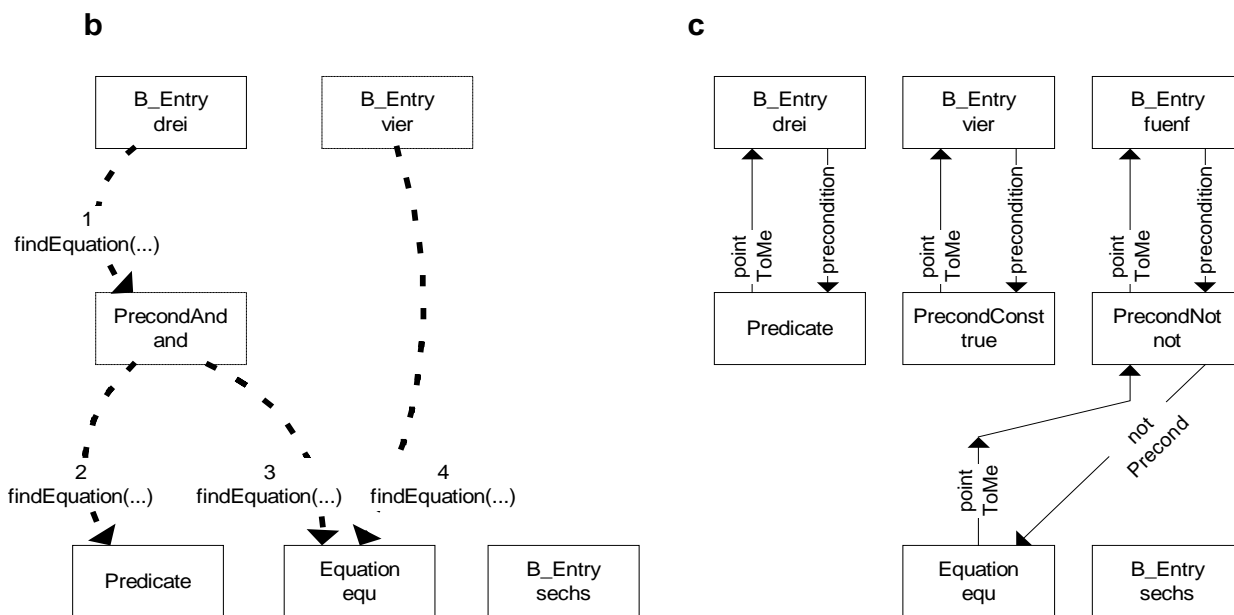 b
B_Entry
drei
B_Entry
vier
1
findEquation(...)
PrecondAnd
and
2
findEquation(...)
3
findEquation(...)
4
findEquation(...)
Predicate
Equation
equ
B_Entry
sechs
c
B_Entry
drei
B_Entry
vier
B_Entry
fuenf
point
ToMe
precondition
point
ToMe
precondition
point
ToMe
precondition
Predicate
PrecondConst
true
PrecondNot
not
not
Precond
point
ToMe
Equation
equ
B_Entry
sechs